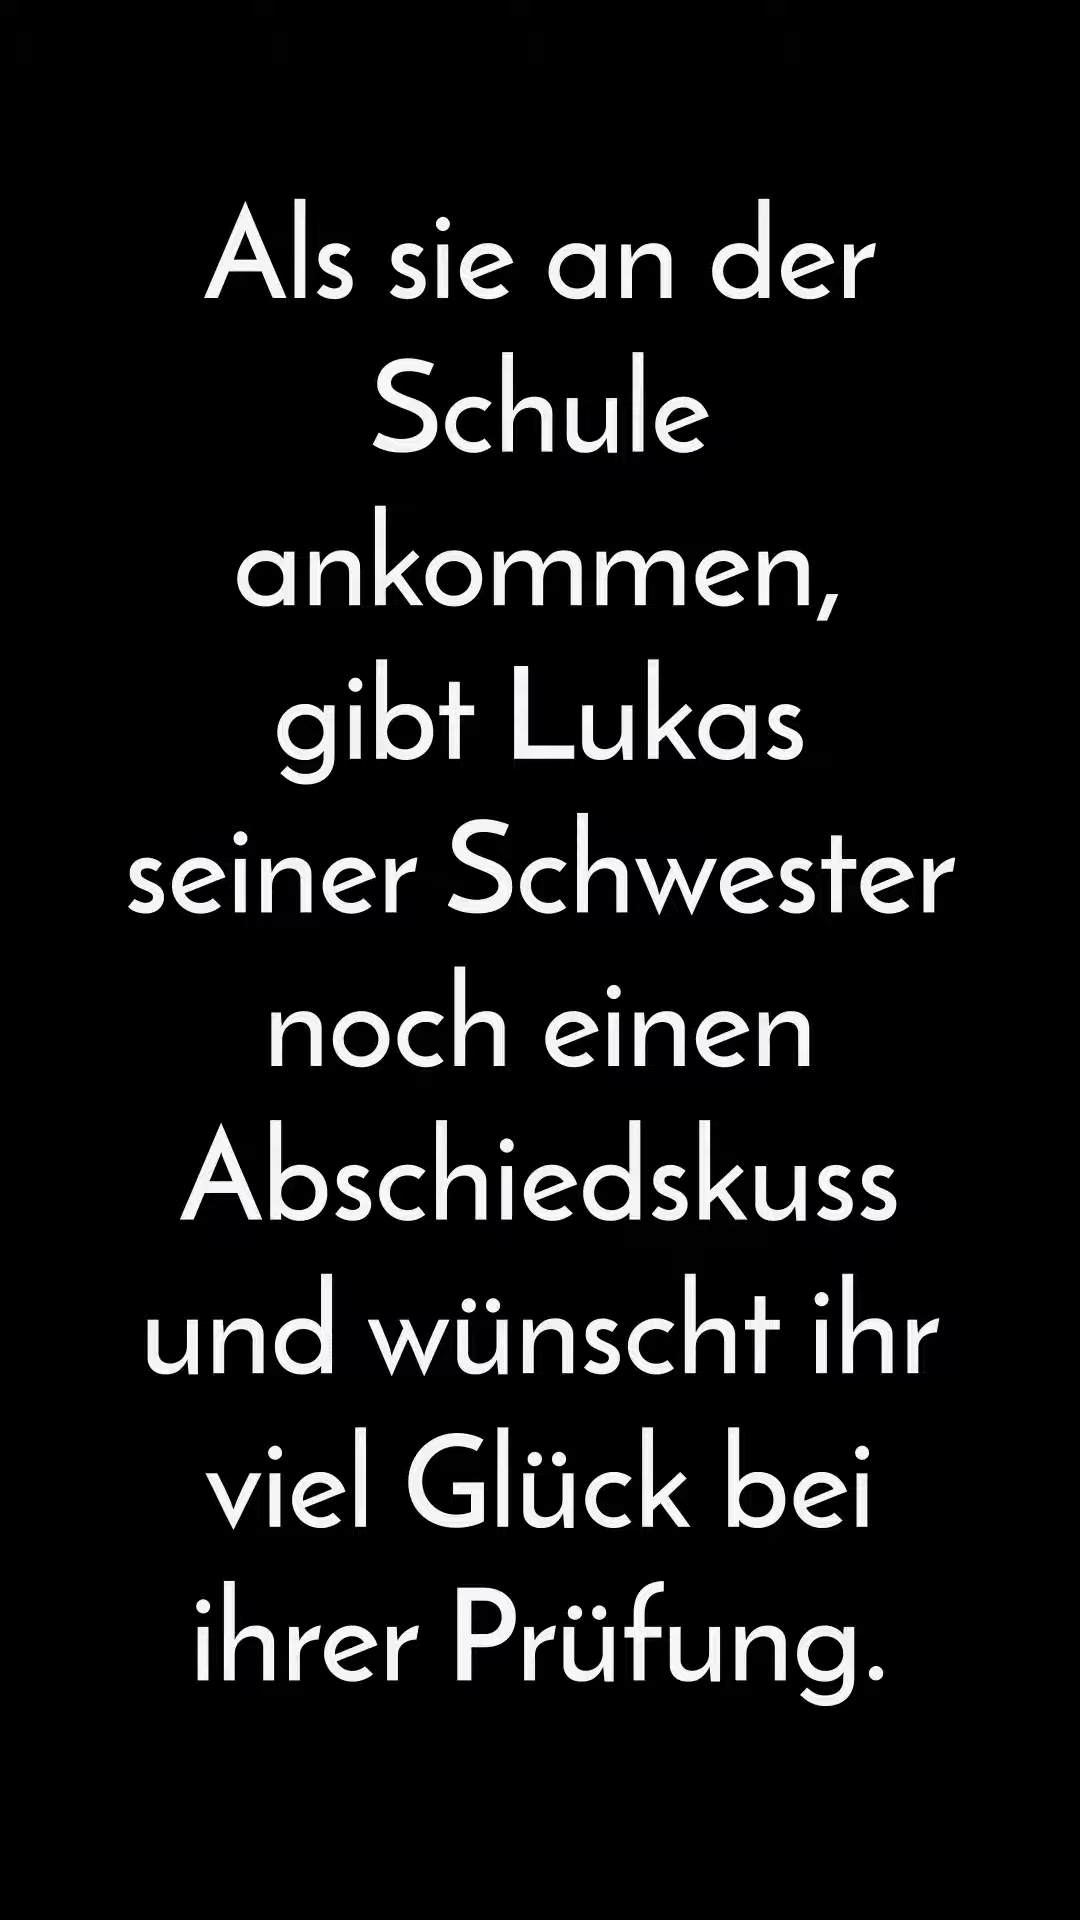 Als sie an der
Schule
ankommen,
gibt Lukas
seiner Schwester
noch einen
Abschiedskuss
und wünscht ihr
viel Glück bei
ihrer Prüfung.